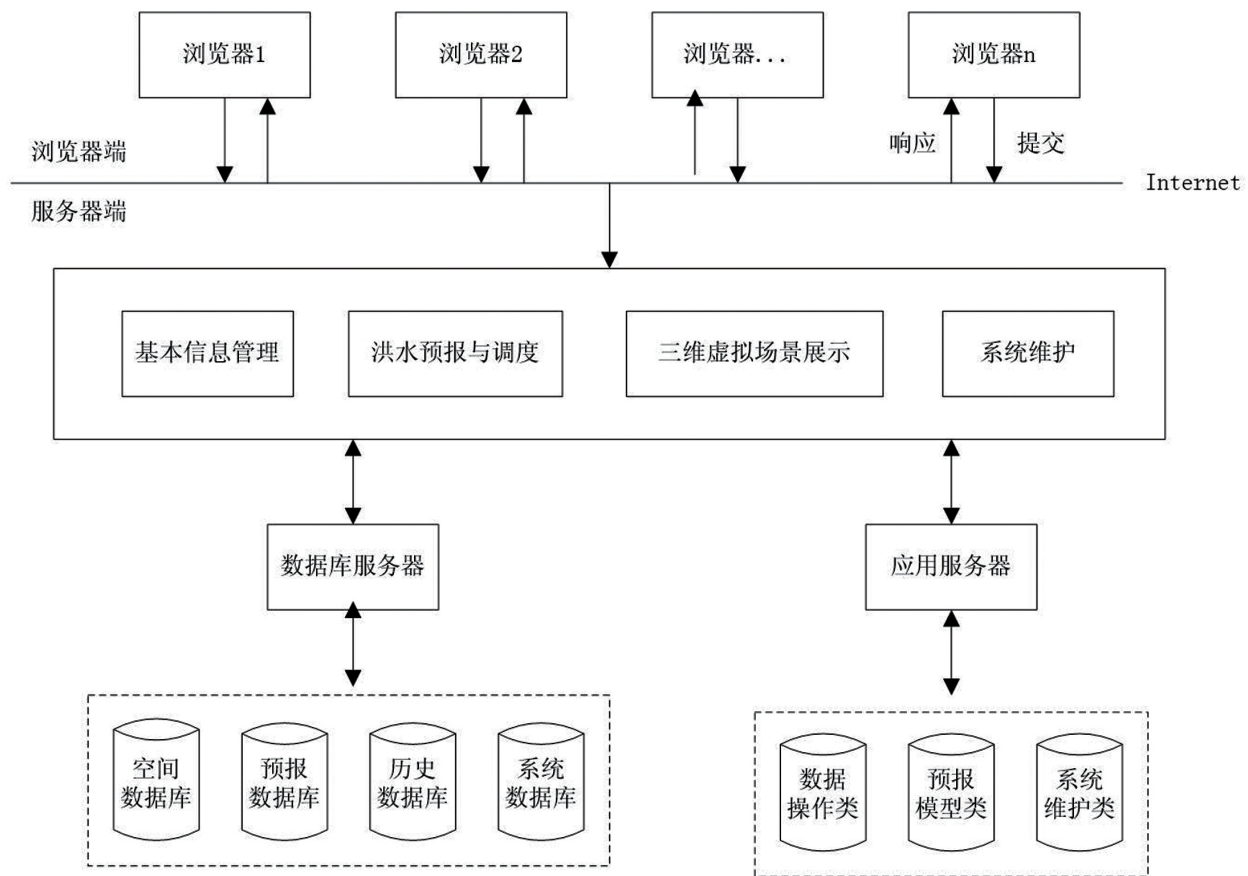 浏览器1
浏览器2
浏览器...
浏览器n
浏览器端
响应
提交
Internet
服务器端
基本信息管理
洪水预报与调度
三维虚拟场景展示
系统维护
数据库服务器
应用服务器
空间
数据库
预报
数据库
历史
数据库
系统
数据库
数据
操作类
预报
模型类
系统
维护类